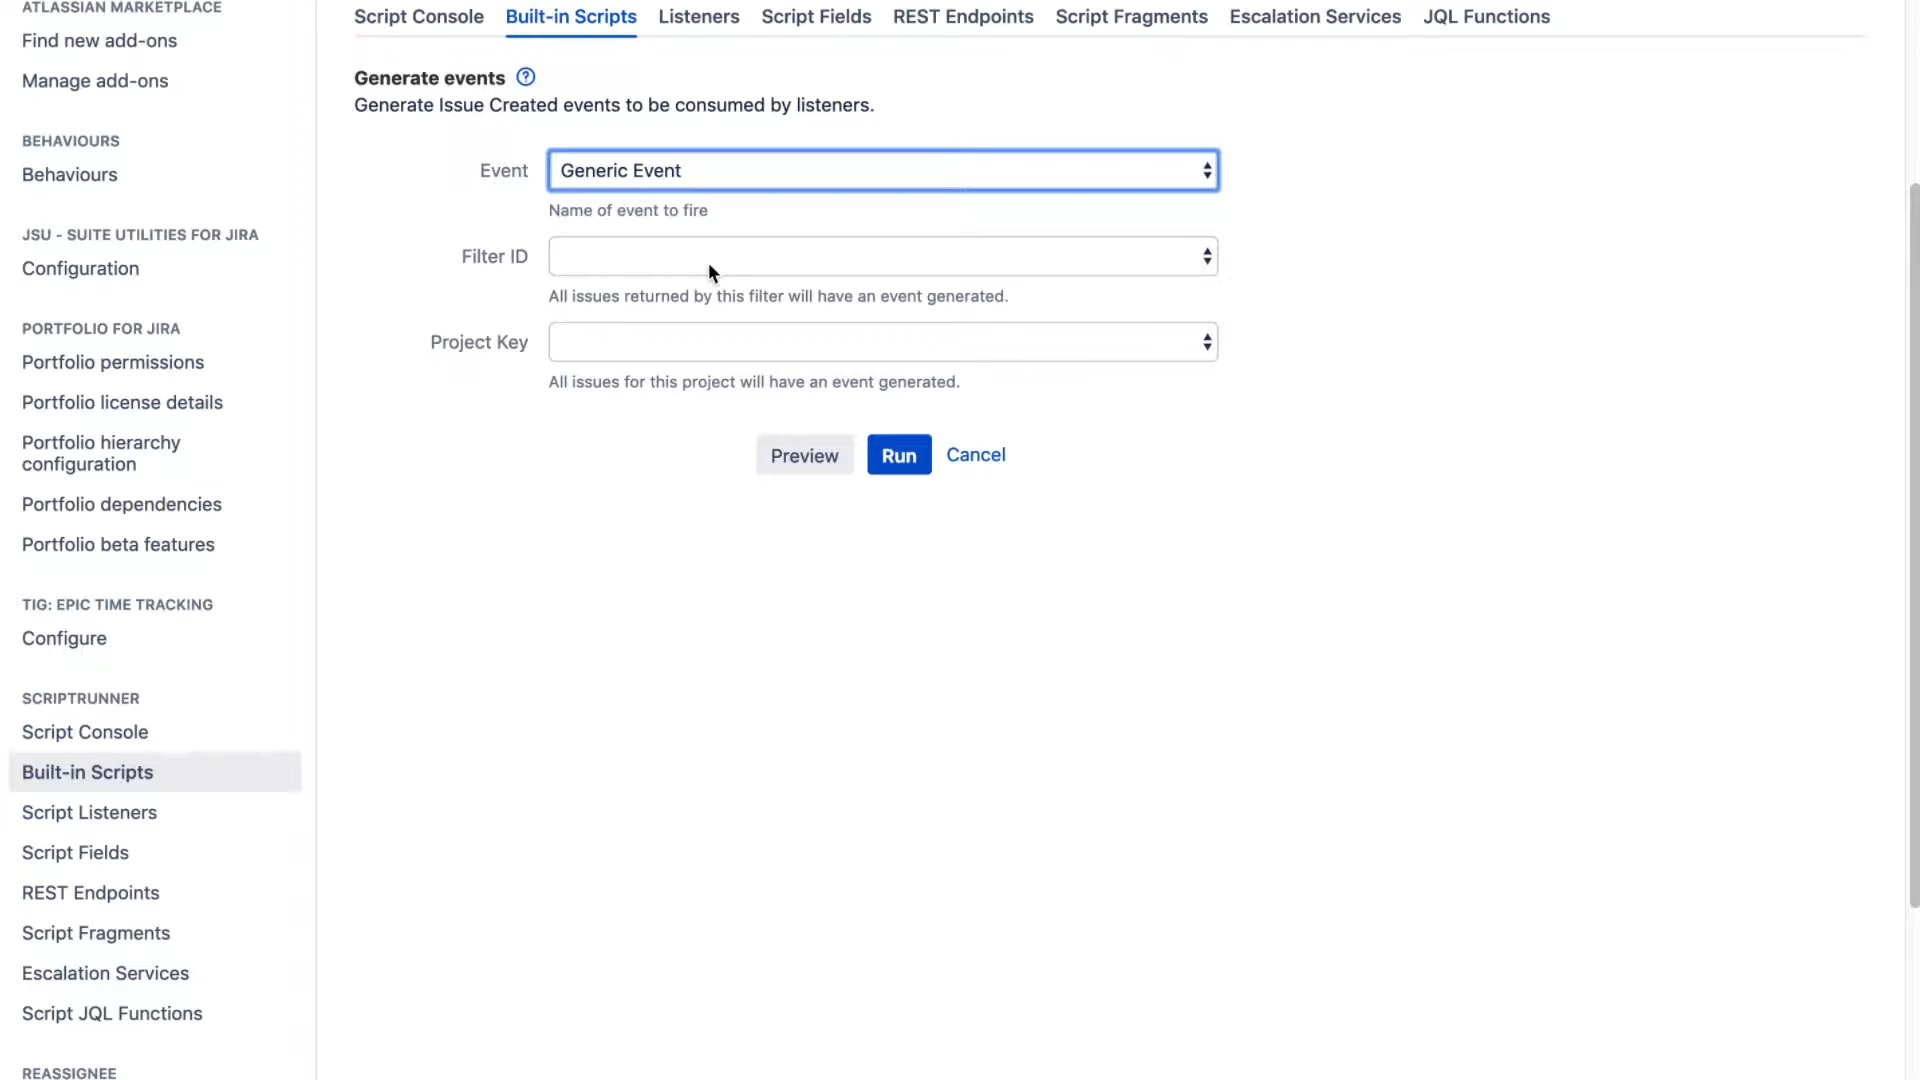 ATLASSIAN MARKETPLACE
Find new add-ons
Manage add-ons
BEHAVIOURS
Behaviours
JSU - SUITE UTILITIES FOR JIRA
Configuration
PORTFOLIO FOR JIRA
Portfolio permissions
Portfolio license details
Portfolio hierarchy
configuration
Portfolio dependencies
Portfolio beta features
TIG: EPIC TIME TRACKING
Configure
SCRIPTRUNNER
Script Console
Built-in Scripts
Script Listeners
Script Fields
REST Endpoints
Script Fragments
Escalation Services
Script JQL Functions
REASSIGNEE
Script Console Built-in Scripts Listeners Script Fields REST Endpoints Script Fragments Escalation Services JQL Functions
Generate events ?
Generate Issue Created events to be consumed by listeners.
Event Generic Event
Name of event to fire
Filter ID
All issues returned by this filter will have an event generated.
Project Key
All issues for this project will have an event generated.
Preview Run Cancel